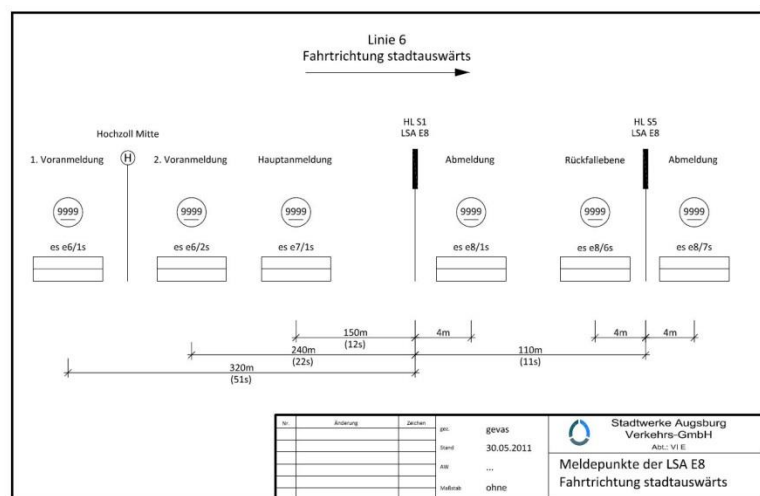 Linie 6
Fahrtrichtung stadtauswärts
HL S1
LSA E8
HL S5
LSA E8
Hochzoll Mitte
H
1. Voranmeldung
2. Voranmeldung
Hauptanmeldung
Abmeldung
Rückfallebene
Abmeldung
9999
9999
9999
9999
9999
9999
es e6/1s
es e6/2s
es e7/1s
es e8/1s
es e8/6s
es e8/7s
150m
(12s)
4m
4m
4m
240m
(22s)
110m
(11s)
320m
(51s)
Nr.
Änderung
Zeichen
gez.
gevas
Stand
30.05.2011
AW
...
Maßstab
ohne
Stadtwerke Augsburg
Verkehrs-GmbH
Abt.: VI E
Meldepunkte der LSA E8
Fahrtrichtung stadtauswärts